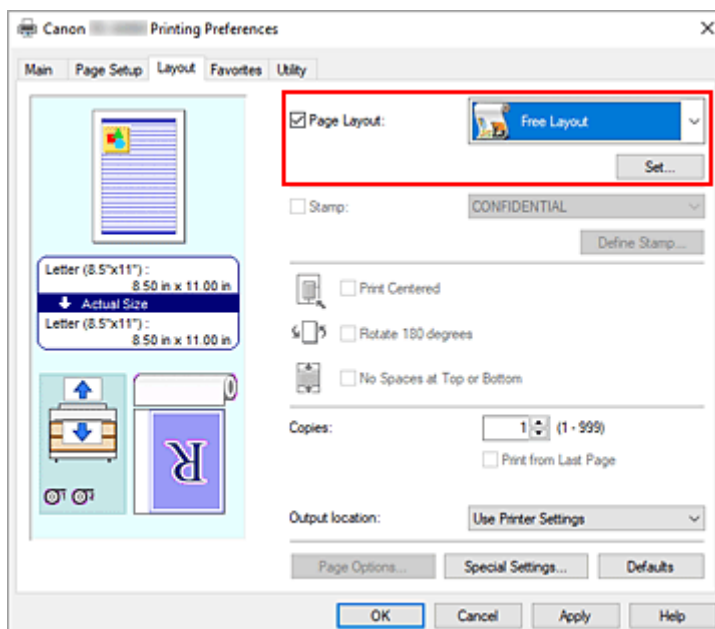 Canon Printing Preferences
Main Page Setup Layout Favorites Utility
Page Layout: Free Layout
Set...
Stamp: CONFIDENTIAL
Define Stamp...
Letter (8.5"x11") :
8.50 in x 11.00 in
Actual Size
Letter (8.5"x11") :
8.50 in x 11.00 in
Print Centered
Rotate 180 degrees
No Spaces at Top or Bottom
Copies: 1 (1 - 999)
Print from Last Page
Output location: Use Printer Settings
Page Options... Special Settings... Defaults
OK Cancel Apply Help
R